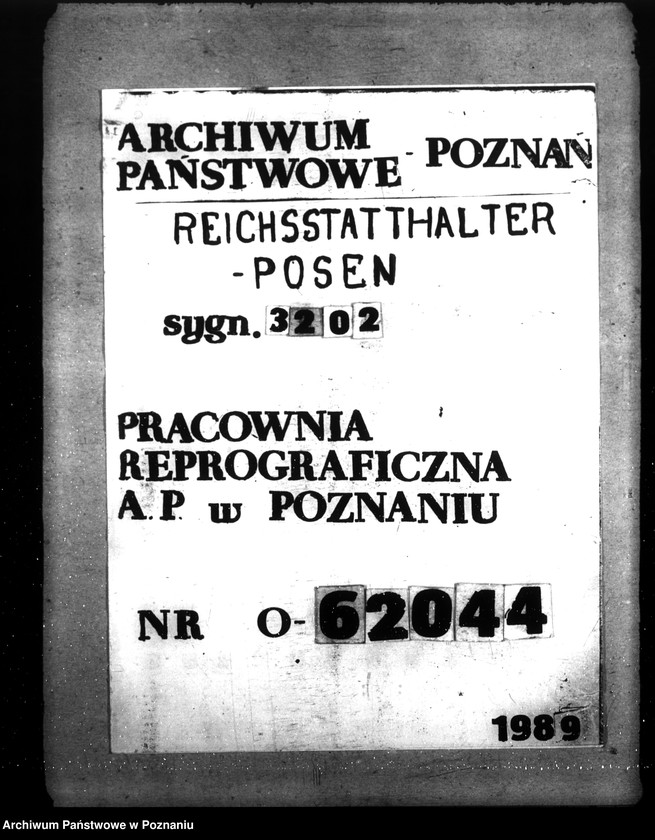 ARCHIWUM
PAŃSTWOWE - POZNAŃ
REICHSSTATTHALTER
-POSEN
sygn. 3202
PRACOWNIA
REPROGRAFICZNA
A.P. w POZNANIU
NR O-62044
1989
Archiwum Państwowe w Poznaniu